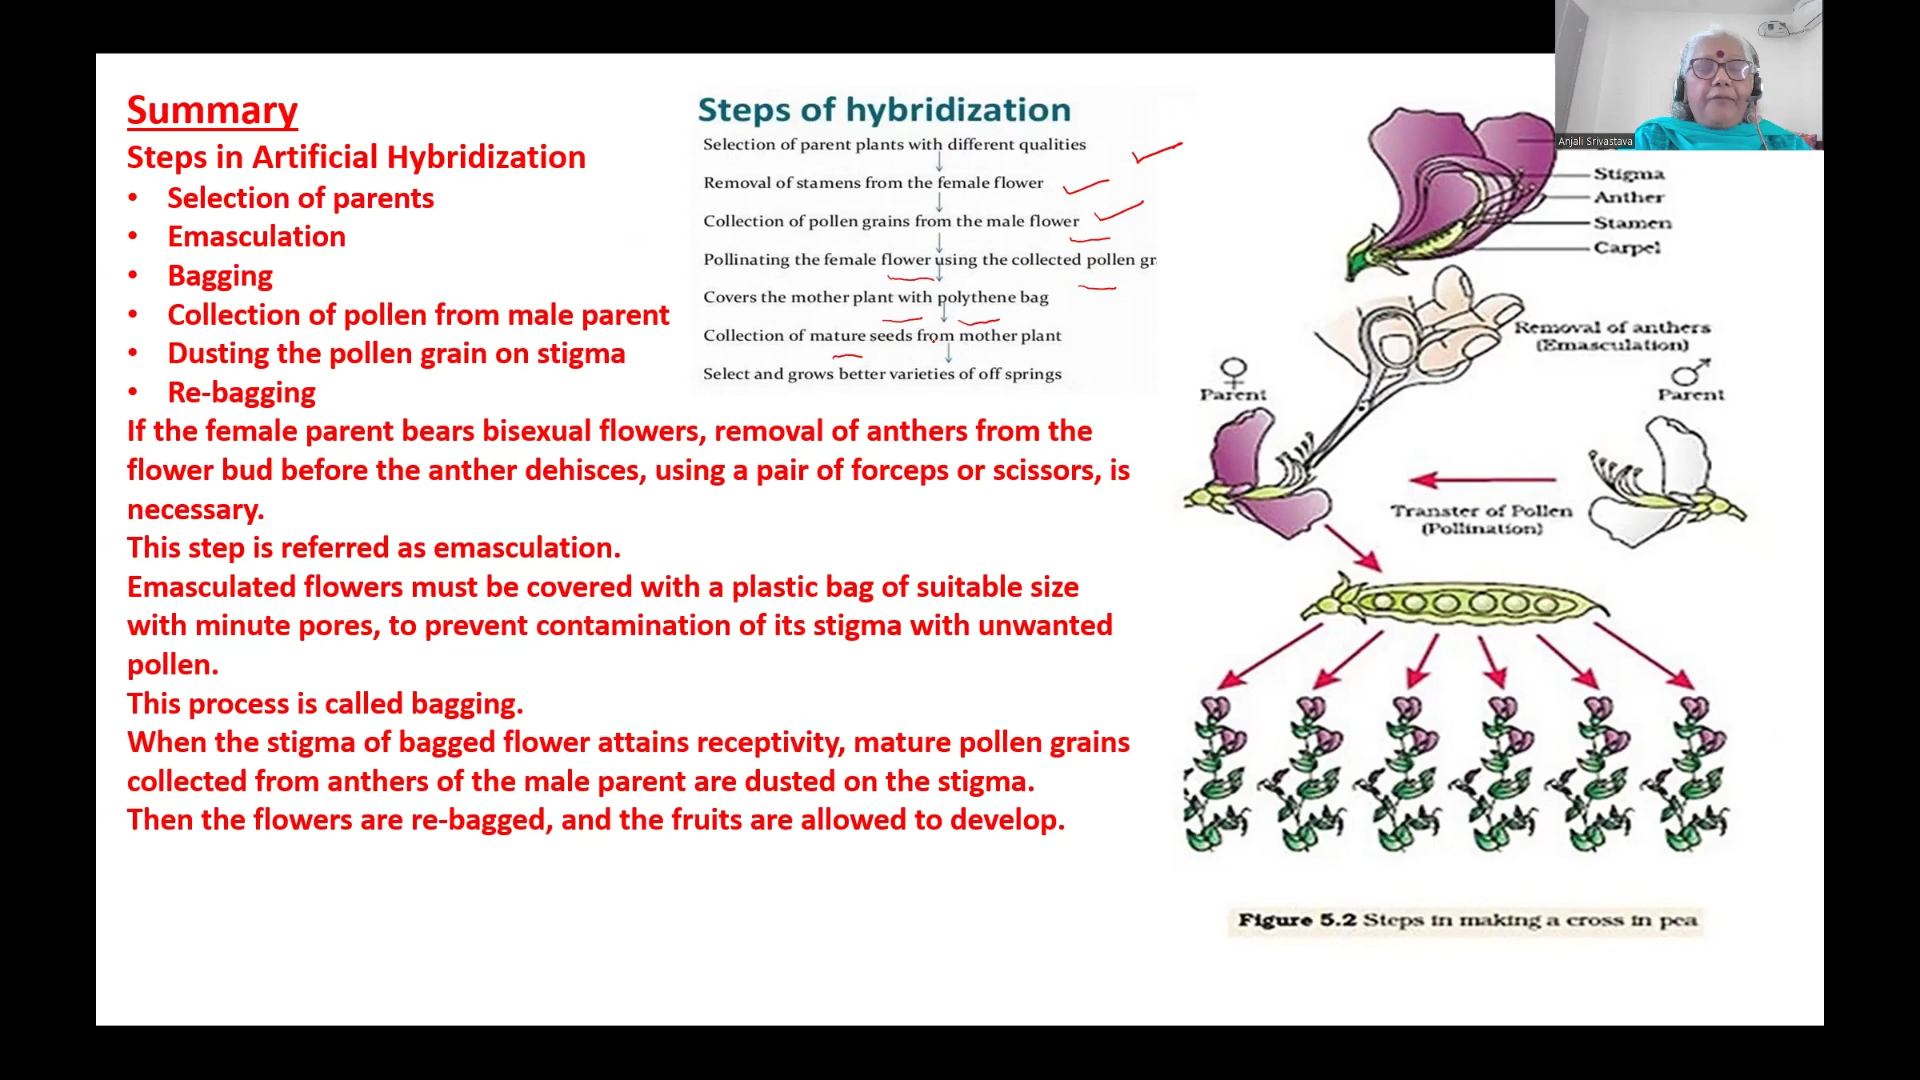 Summary
Steps in Artificial Hybridization
• Selection of parents
• Emasculation
• Bagging
• Collection of pollen from male parent
• Dusting the pollen grain on stigma
• Re-bagging
If the female parent bears bisexual flowers, removal of anthers from the
flower bud before the anther dehisces, using a pair of forceps or scissors, is
necessary.
This step is referred as emasculation.
Emasculated flowers must be covered with a plastic bag of suitable size
with minute pores, to prevent contamination of its stigma with unwanted
pollen.
This process is called bagging.
When the stigma of bagged flower attains receptivity, mature pollen grains
collected from anthers of the male parent are dusted on the stigma.
Then the flowers are re-bagged, and the fruits are allowed to develop.
Steps of hybridization
Selection of parent plants with different qualities
Removal of stamens from the female flower
Collection of pollen grains from the male flower
Pollinating the female flower using the collected pollen gr
Covers the mother plant with polythene bag
Collection of mature seeds from mother plant
Select and grows better varieties of off springs
Anjali Srivastava
Stigma
Anther
Stamen
Carpel
Removal of anthers
(Emasculation)
♀
Parent
♂
Parent
Transfer of Pollen
(Pollination)
Figure 5.2 Steps in making a cross in pea